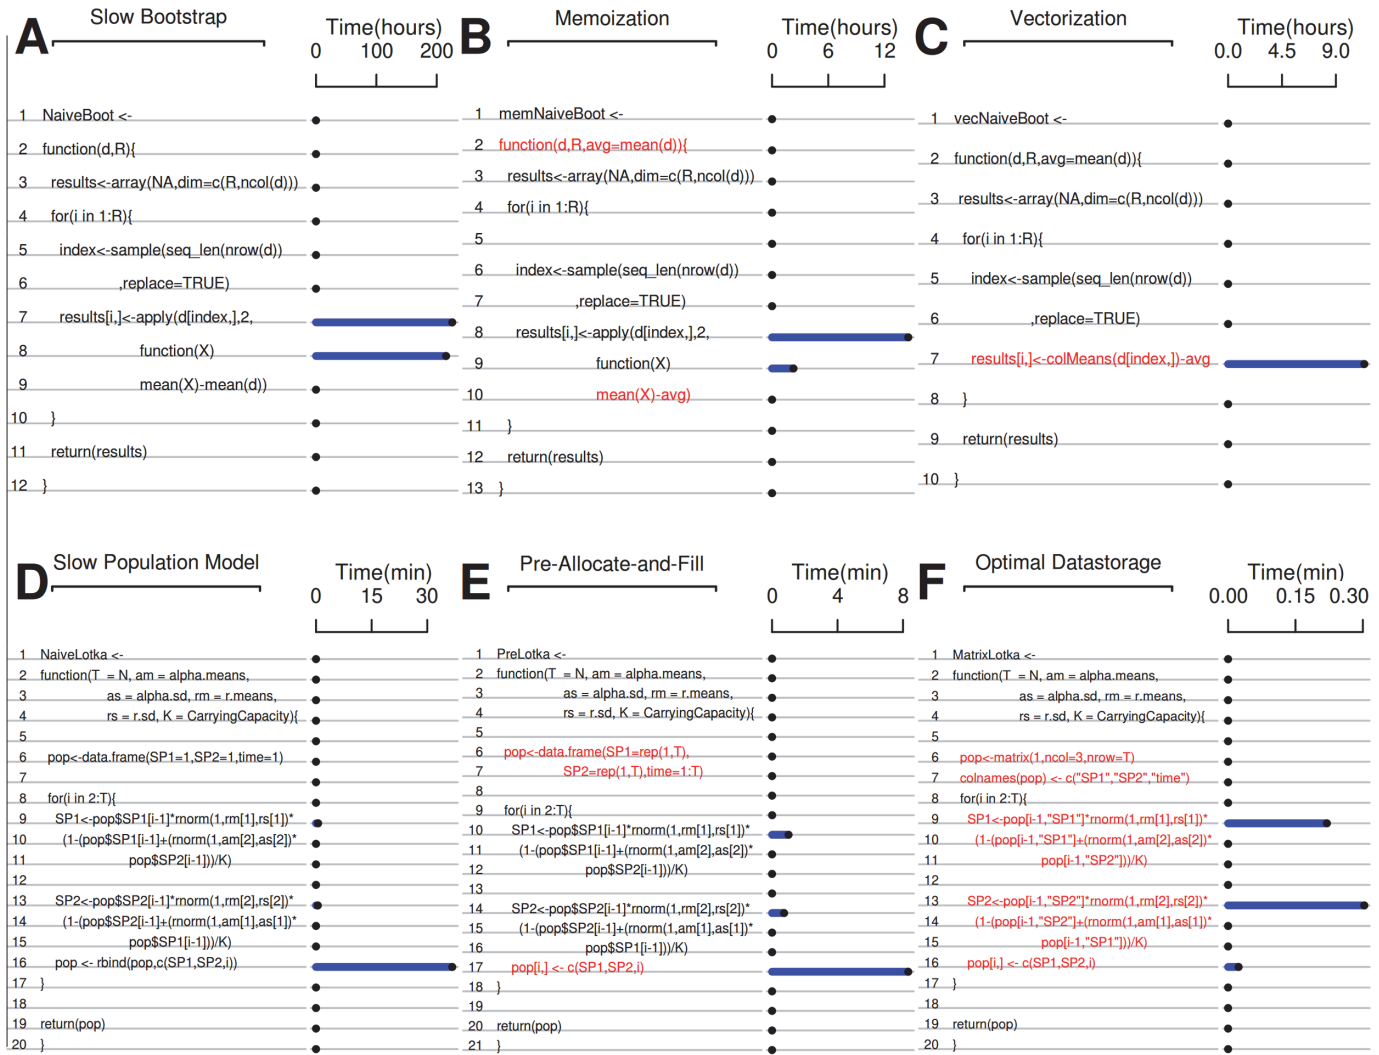 A
Slow Bootstrap
Time(hours)
0 100 200
1 NaiveBoot <-
2 function(d,R){
3 results<-array(NA,dim=c(R,ncol(d)))
4 for(i in 1:R){
5 index<-sample(seq_len(nrow(d))
6 ,replace=TRUE)
7 results[i,]<-apply(d[index,],2,
8 function(X)
9 mean(X)-mean(d))
10 }
11 return(results)
12 }
B
Memoization
Time(hours)
0 6 12
1 memNaiveBoot <-
2 function(d,R,avg=mean(d)){
3 results<-array(NA,dim=c(R,ncol(d)))
4 for(i in 1:R){
5
6 index<-sample(seq_len(nrow(d))
7 ,replace=TRUE)
8 results[i,]<-apply(d[index,],2,
9 function(X)
10 mean(X)-avg)
11 }
12 return(results)
13 }
C
Vectorization
Time(hours)
0.0 4.5 9.0
1 vecNaiveBoot <-
2 function(d,R,avg=mean(d)){
3 results<-array(NA,dim=c(R,ncol(d)))
4 for(i in 1:R){
5 index<-sample(seq_len(nrow(d))
6 ,replace=TRUE)
7 results[i,]<-colMeans(d[index,])-avg
8 }
9 return(results)
10 }
D
Slow Population Model
Time(min)
0 15 30
1 NaiveLotka <-
2 function(T = N, am = alpha.means,
3 as = alpha.sd, rm = r.means,
4 rs = r.sd, K = CarryingCapacity){
5
6 pop<-data.frame(SP1=1,SP2=1,time=1)
7
8 for(i in 2:T){
9 SP1<-pop$SP1[i-1]*rnorm(1,rm[1],rs[1])*
10 (1-(pop$SP1[i-1]+(rnorm(1,am[2],as[2])*
11 pop$SP2[i-1]))/K)
12
13 SP2<-pop$SP2[i-1]*rnorm(1,rm[2],rs[2])*
14 (1-(pop$SP2[i-1]+(rnorm(1,am[1],as[1])*
15 pop$SP1[i-1]))/K)
16 pop <- rbind(pop,c(SP1,SP2,i))
17 }
18
19 return(pop)
20 }
E
Pre-Allocate-and-Fill
Time(min)
0 4 8
1 PreLotka <-
2 function(T = N, am = alpha.means,
3 as = alpha.sd, rm = r.means,
4 rs = r.sd, K = CarryingCapacity){
5
6 pop<-data.frame(SP1=rep(1,T),
7 SP2=rep(1,T),time=1:T)
8
9 for(i in 2:T){
10 SP1<-pop$SP1[i-1]*rnorm(1,rm[1],rs[1])*
11 (1-(pop$SP1[i-1]+(rnorm(1,am[2],as[2])*
12 pop$SP2[i-1]))/K)
13
14 SP2<-pop$SP2[i-1]*rnorm(1,rm[2],rs[2])*
15 (1-(pop$SP2[i-1]+(rnorm(1,am[1],as[1])*
16 pop$SP1[i-1]))/K)
17 pop[i,] <- c(SP1,SP2,i)
18 }
19
20 return(pop)
21 }
F
Optimal Datastorage
Time(min)
0.00 0.15 0.30
1 MatrixLotka <-
2 function(T = N, am = alpha.means,
3 as = alpha.sd, rm = r.means,
4 rs = r.sd, K = CarryingCapacity){
5
6 pop<-matrix(1,ncol=3,nrow=T)
7 colnames(pop) <- c("SP1","SP2","time")
8 for(i in 2:T){
9 SP1<-pop[i-1,"SP1"]*rnorm(1,rm[1],rs[1])*
10 (1-(pop[i-1,"SP1"]+(rnorm(1,am[2],as[2])*
11 pop[i-1,"SP2"]))/K)
12
13 SP2<-pop[i-1,"SP2"]*rnorm(1,rm[2],rs[2])*
14 (1-(pop[i-1,"SP2"]+(rnorm(1,am[1],as[1])*
15 pop[i-1,"SP1"]))/K)
16 pop[i,] <- c(SP1,SP2,i)
17 }
18
19 return(pop)
20 }